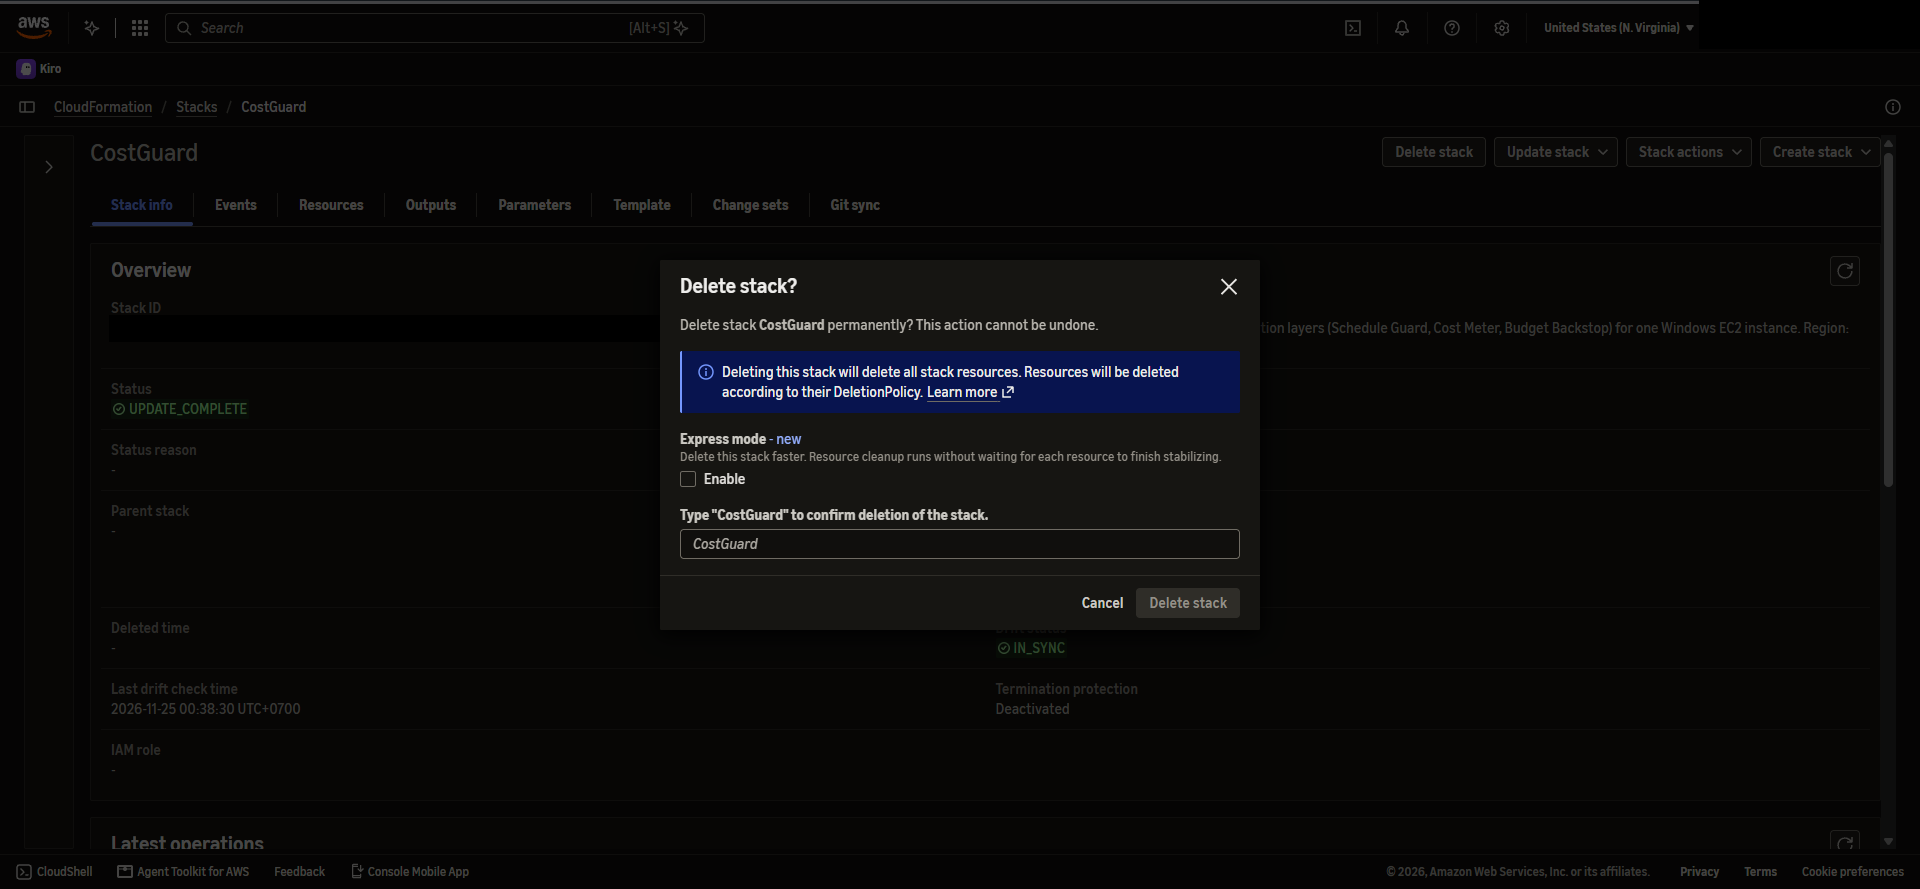 aws
Search [Alt+S]
United States (N. Virginia)
Kiro
CloudFormation / Stacks / CostGuard
CostGuard
Delete stack
Update stack
Stack actions
Create stack
Stack info
Events
Resources
Outputs
Parameters
Template
Change sets
Git sync
Overview
Stack ID
tion layers (Schedule Guard, Cost Meter, Budget Backstop) for one Windows EC2 instance. Region:
Status
UPDATE_COMPLETE
Status reason
-
Parent stack
-
Deleted time
-
IN_SYNC
Last drift check time
2026-11-25 00:38:30 UTC+0700
Termination protection
Deactivated
IAM role
-
Latest operations
Delete stack?
Delete stack CostGuard permanently? This action cannot be undone.
Deleting this stack will delete all stack resources. Resources will be deleted
according to their DeletionPolicy. Learn more
Express mode - new
Delete this stack faster. Resource cleanup runs without waiting for each resource to finish stabilizing.
Enable
Type "CostGuard" to confirm deletion of the stack.
CostGuard
Cancel
Delete stack
CloudShell
Agent Toolkit for AWS
Feedback
Console Mobile App
© 2026, Amazon Web Services, Inc. or its affiliates.
Privacy
Terms
Cookie preferences